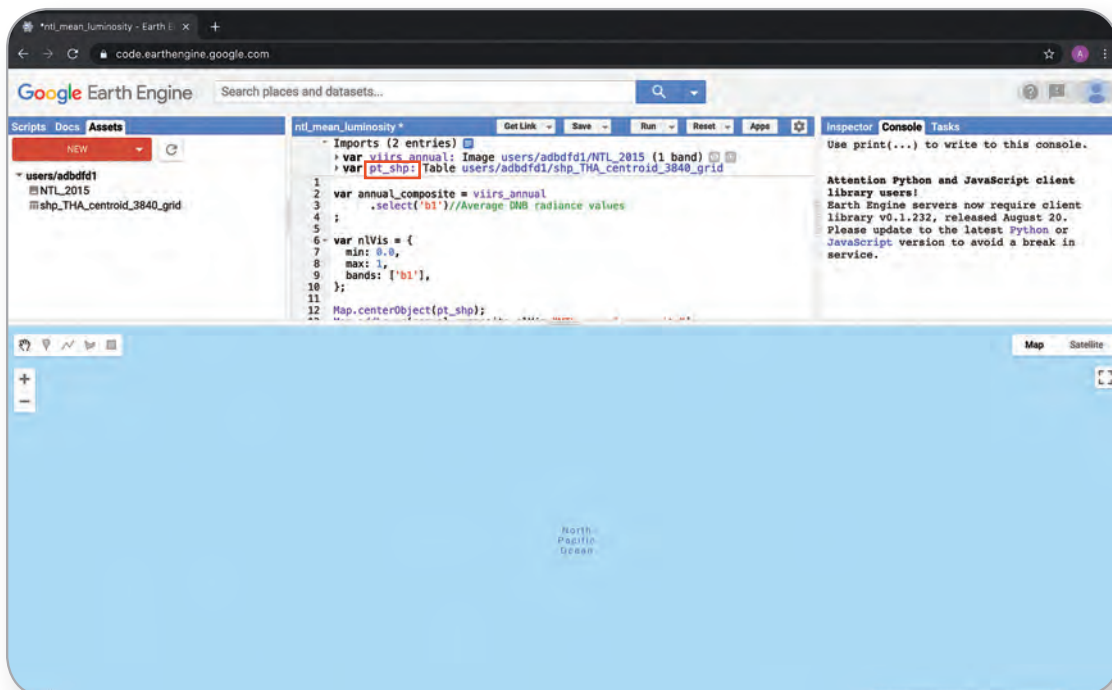 *ntl_mean_luminosity - Earth E
code.earthengine.google.com
A
Google Earth Engine
Search places and datasets...
Scripts Docs Assets
NEW
users/adbdfd1
NTL_2015
shp_THA_centroid_3840_grid
ntl_mean_luminosity *
Get Link Save Run Reset Apps
Imports (2 entries)
var viirs_annual: Image users/adbdfd1/NTL_2015 (1 band)
var pt_shp: Table users/adbdfd1/shp_THA_centroid_3840_grid
1
2 var annual_composite = viirs_annual
3 .select('b1')//Average DNB radiance values
4 ;
5
6 var nlVis = {
7 min: 0.0,
8 max: 1,
9 bands: ['b1'],
10 };
11
12 Map.centerObject(pt_shp);
Inspector Console Tasks
Use print(...) to write to this console.
Attention Python and JavaScript client
library users!
Earth Engine servers now require client
library v0.1.232, released August 20.
Please update to the latest Python or
JavaScript version to avoid a break in
service.
Map Satellite
North
Pacific
Ocean